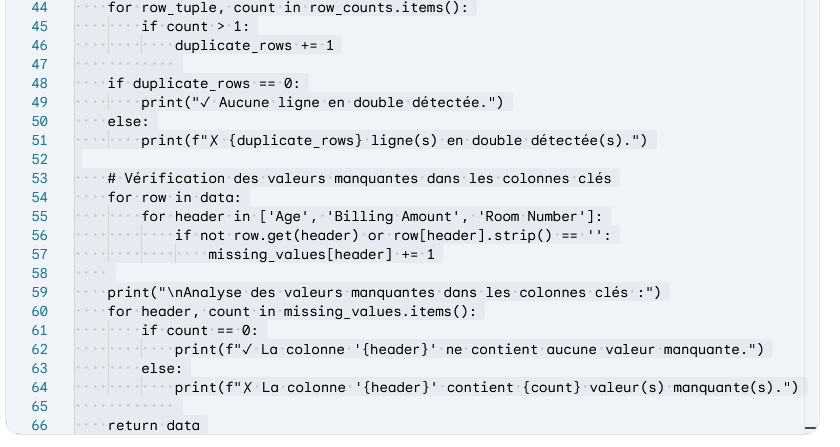 44 for row_tuple, count in row_counts.items():
45 if count > 1:
46 duplicate_rows += 1
47
48 if duplicate_rows == 0:
49 print("✓ Aucune ligne en double détectée.")
50 else:
51 print(f"✗ {duplicate_rows} ligne(s) en double détectée(s).")
52
53 # Vérification des valeurs manquantes dans les colonnes clés
54 for row in data:
55 for header in ['Age', 'Billing Amount', 'Room Number']:
56 if not row.get(header) or row[header].strip() == '':
57 missing_values[header] += 1
58
59 print("\nAnalyse des valeurs manquantes dans les colonnes clés :")
60 for header, count in missing_values.items():
61 if count == 0:
62 print(f"✓ La colonne '{header}' ne contient aucune valeur manquante.")
63 else:
64 print(f"✗ La colonne '{header}' contient {count} valeur(s) manquante(s).")
65
66 return data